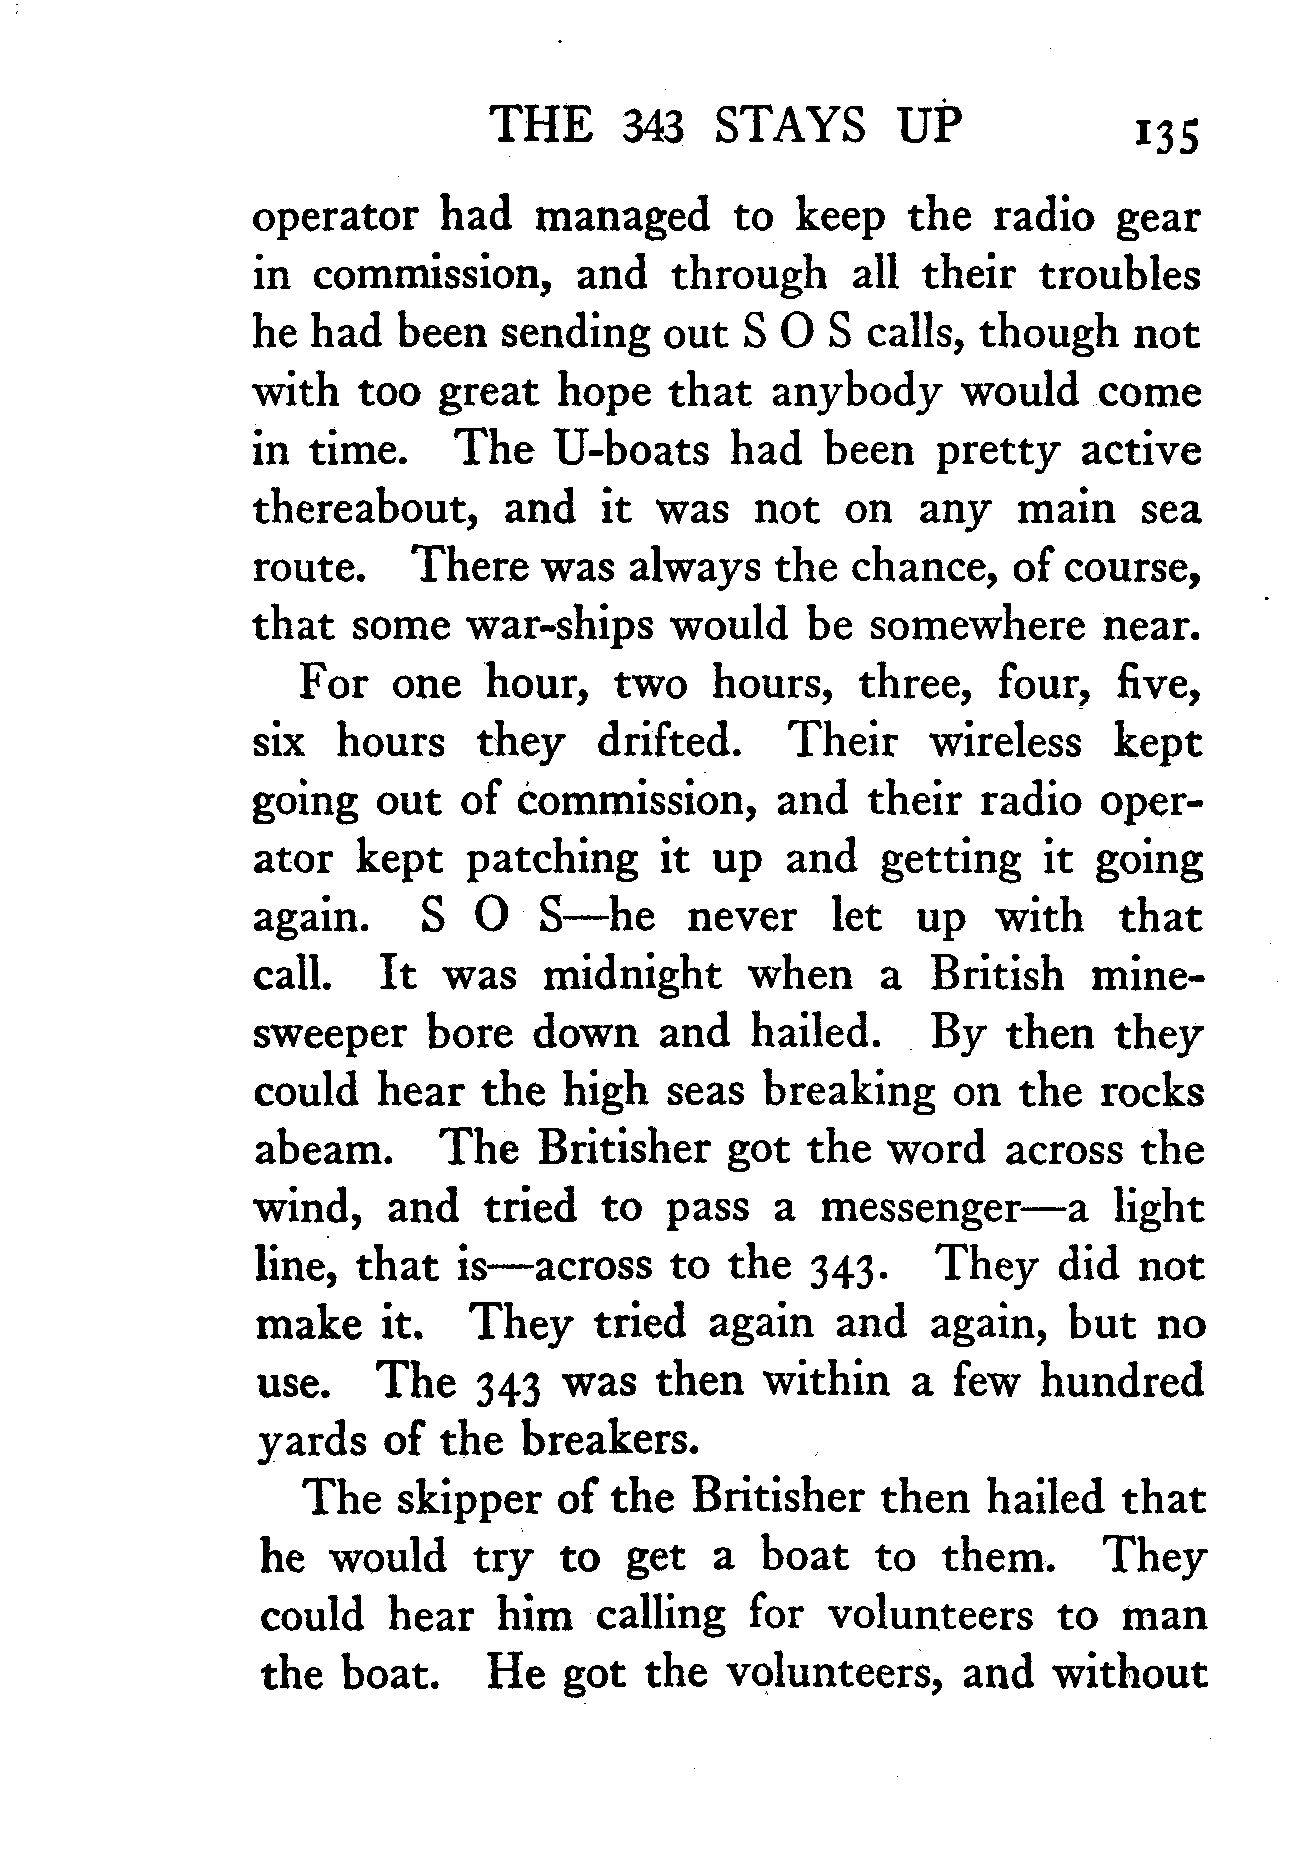 THE 343 STAYS UP 135
operator had managed to keep the radio gear
in commission, and through all their troubles
he had been sending out S O S calls, though not
with too great hope that anybody would come
in time. The U-boats had been pretty active
thereabout, and it was not on any main sea
route. There was always the chance, of course,
that some war-ships would be somewhere near.
For one hour, two hours, three, four, five,
six hours they drifted. Their wireless kept
going out of commission, and their radio oper-
ator kept patching it up and getting it going
again. S O S—he never let up with that
call. It was midnight when a British mine-
sweeper bore down and hailed. By then they
could hear the high seas breaking on the rocks
abeam. The Britisher got the word across the
wind, and tried to pass a messenger—a light
line, that is—across to the 343. They did not
make it. They tried again and again, but no
use. The 343 was then within a few hundred
yards of the breakers.
The skipper of the Britisher then hailed that
he would try to get a boat to them. They
could hear him calling for volunteers to man
the boat. He got the volunteers, and without